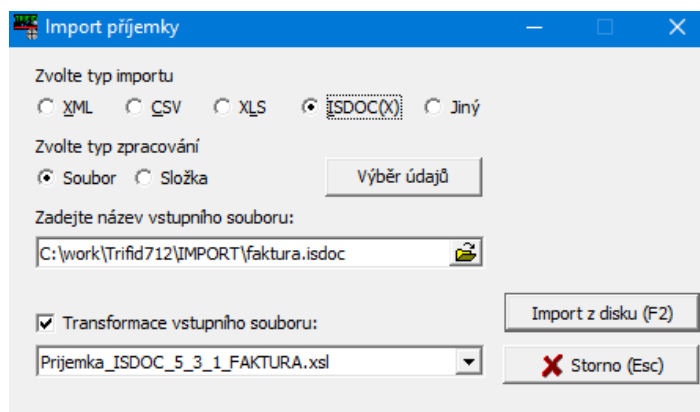 Import příjemky
Zvolte typ importu
XML CSV XLS ISDOC(X) Jiný
Zvolte typ zpracování
Soubor Složka Výběr údajů
Zadejte název vstupního souboru:
C:\work\Trifid712\IMPORT\faktura.isdoc
Import z disku (F2)
Transformace vstupního souboru:
Prijemka_ISDOC_5_3_1_FAKTURA.xsl
Storno (Esc)